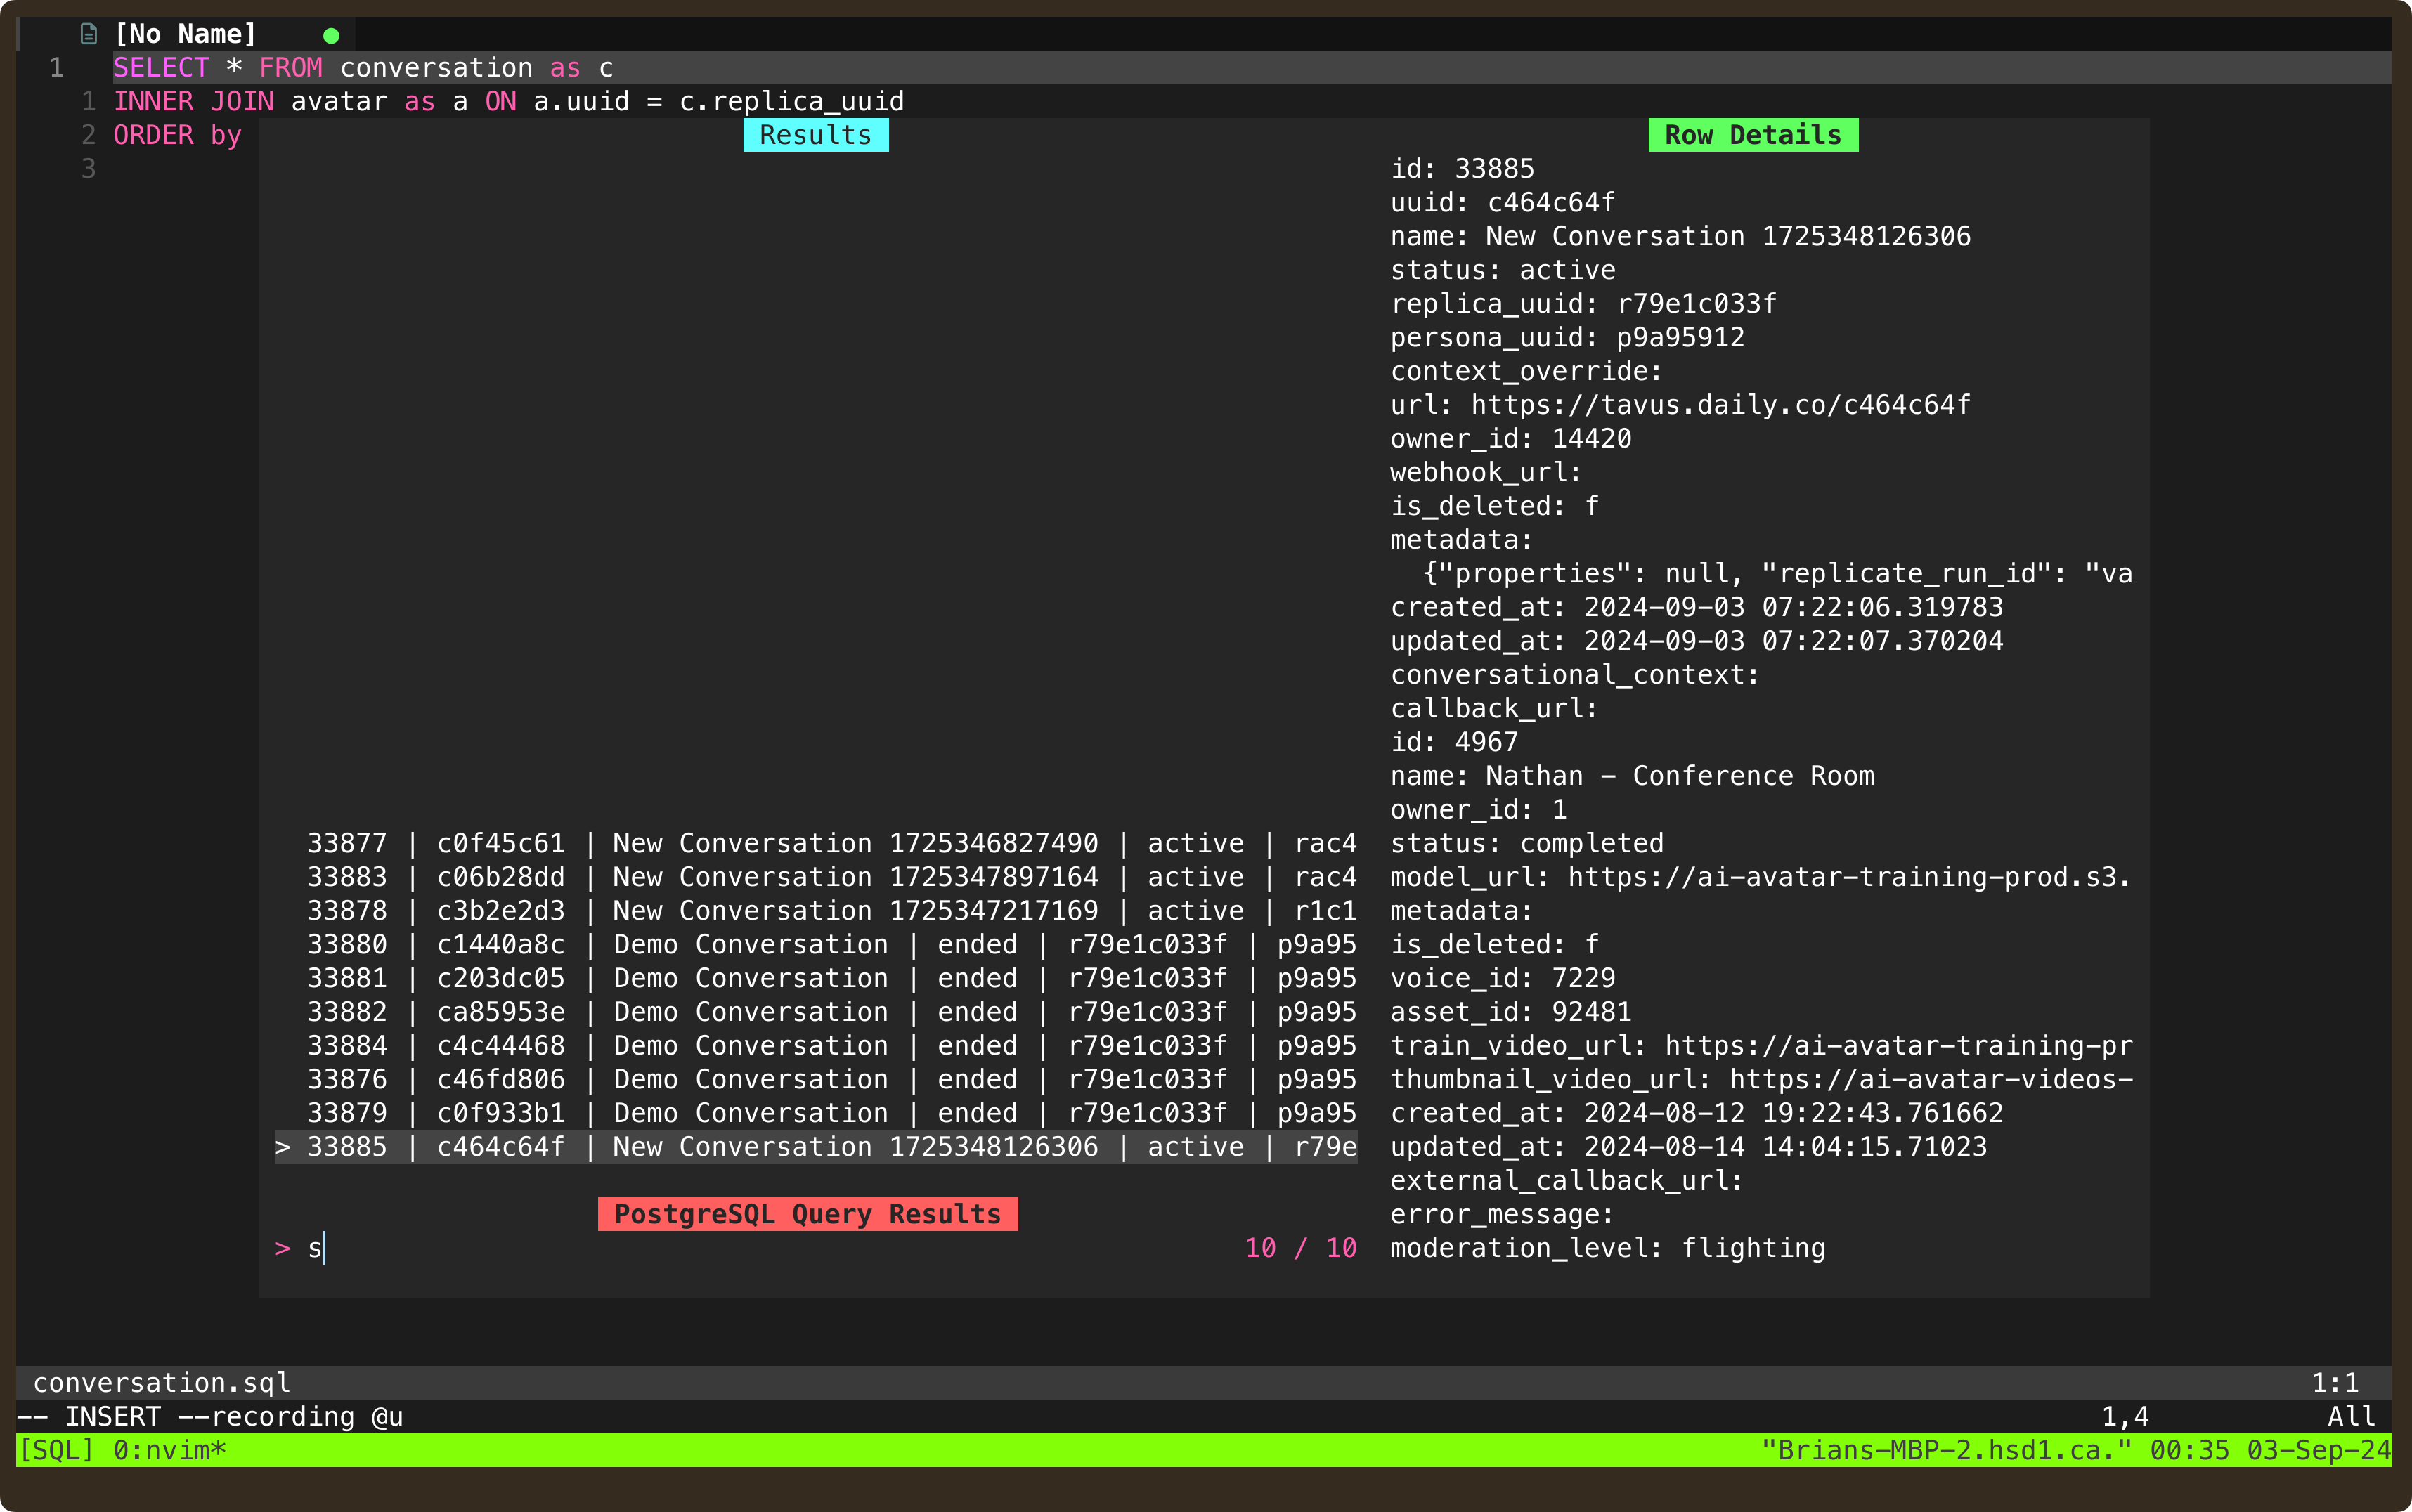 [No Name]
1 SELECT * FROM conversation as c
1 INNER JOIN avatar as a ON a.uuid = c.replica_uuid
2 ORDER by
3
Results
33877 | c0f45c61 | New Conversation 1725346827490 | active | rac4
33883 | c06b28dd | New Conversation 1725347897164 | active | rac4
33878 | c3b2e2d3 | New Conversation 1725347217169 | active | r1c1
33880 | c1440a8c | Demo Conversation | ended | r79e1c033f | p9a95
33881 | c203dc05 | Demo Conversation | ended | r79e1c033f | p9a95
33882 | ca85953e | Demo Conversation | ended | r79e1c033f | p9a95
33884 | c4c44468 | Demo Conversation | ended | r79e1c033f | p9a95
33876 | c46fd806 | Demo Conversation | ended | r79e1c033f | p9a95
33879 | c0f933b1 | Demo Conversation | ended | r79e1c033f | p9a95
> 33885 | c464c64f | New Conversation 1725348126306 | active | r79e
PostgreSQL Query Results
> s 10 / 10
Row Details
id: 33885
uuid: c464c64f
name: New Conversation 1725348126306
status: active
replica_uuid: r79e1c033f
persona_uuid: p9a95912
context_override:
url: https://tavus.daily.co/c464c64f
owner_id: 14420
webhook_url:
is_deleted: f
metadata:
{"properties": null, "replicate_run_id": "va
created_at: 2024-09-03 07:22:06.319783
updated_at: 2024-09-03 07:22:07.370204
conversational_context:
callback_url:
id: 4967
name: Nathan - Conference Room
owner_id: 1
status: completed
model_url: https://ai-avatar-training-prod.s3.
metadata:
is_deleted: f
voice_id: 7229
asset_id: 92481
train_video_url: https://ai-avatar-training-pr
thumbnail_video_url: https://ai-avatar-videos-
created_at: 2024-08-12 19:22:43.761662
updated_at: 2024-08-14 14:04:15.71023
external_callback_url:
error_message:
moderation_level: flighting
conversation.sql 1:1
-- INSERT --recording @u 1,4 All
[SQL] 0:nvim* "Brians-MBP-2.hsd1.ca." 00:35 03-Sep-24